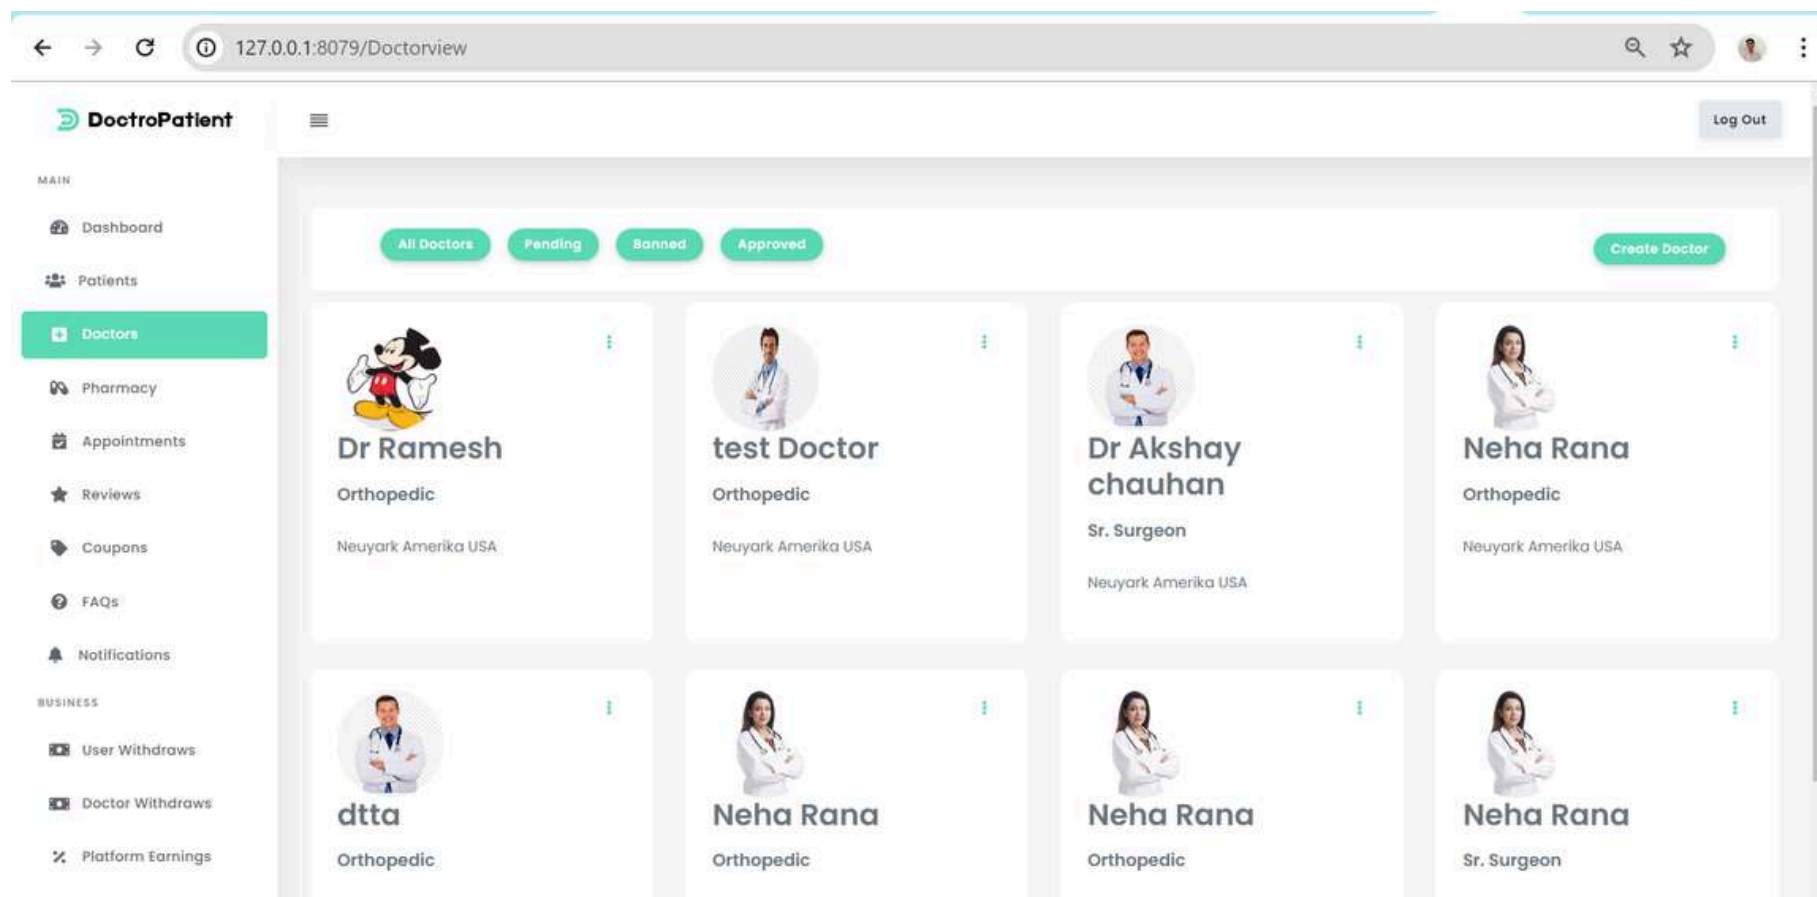 127.0.0.1:8079/Doctorview
DoctroPatient
Log Out
MAIN
Dashboard
Patients
Doctors
Pharmacy
Appointments
Reviews
Coupons
FAQs
Notifications
BUSINESS
User Withdraws
Doctor Withdraws
Platform Earnings
All Doctors Pending Banned Approved Create Doctor
Dr Ramesh
Orthopedic
Neuyark Amerika USA
test Doctor
Orthopedic
Neuyark Amerika USA
Dr Akshay
chauhan
Sr. Surgeon
Neuyark Amerika USA
Neha Rana
Orthopedic
Neuyark Amerika USA
dtta
Orthopedic
Neha Rana
Orthopedic
Neha Rana
Orthopedic
Neha Rana
Sr. Surgeon